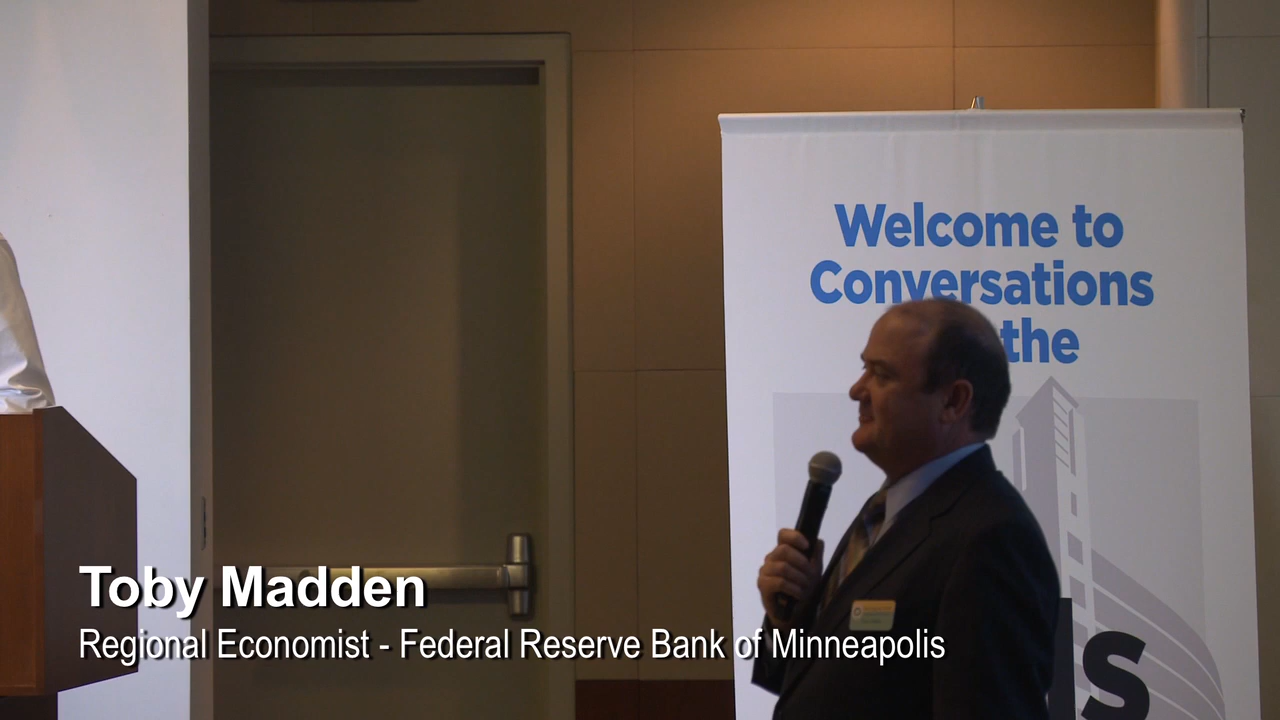 Welcome to
Conversations
the
Toby Madden
Regional Economist - Federal Reserve Bank of Minneapolis